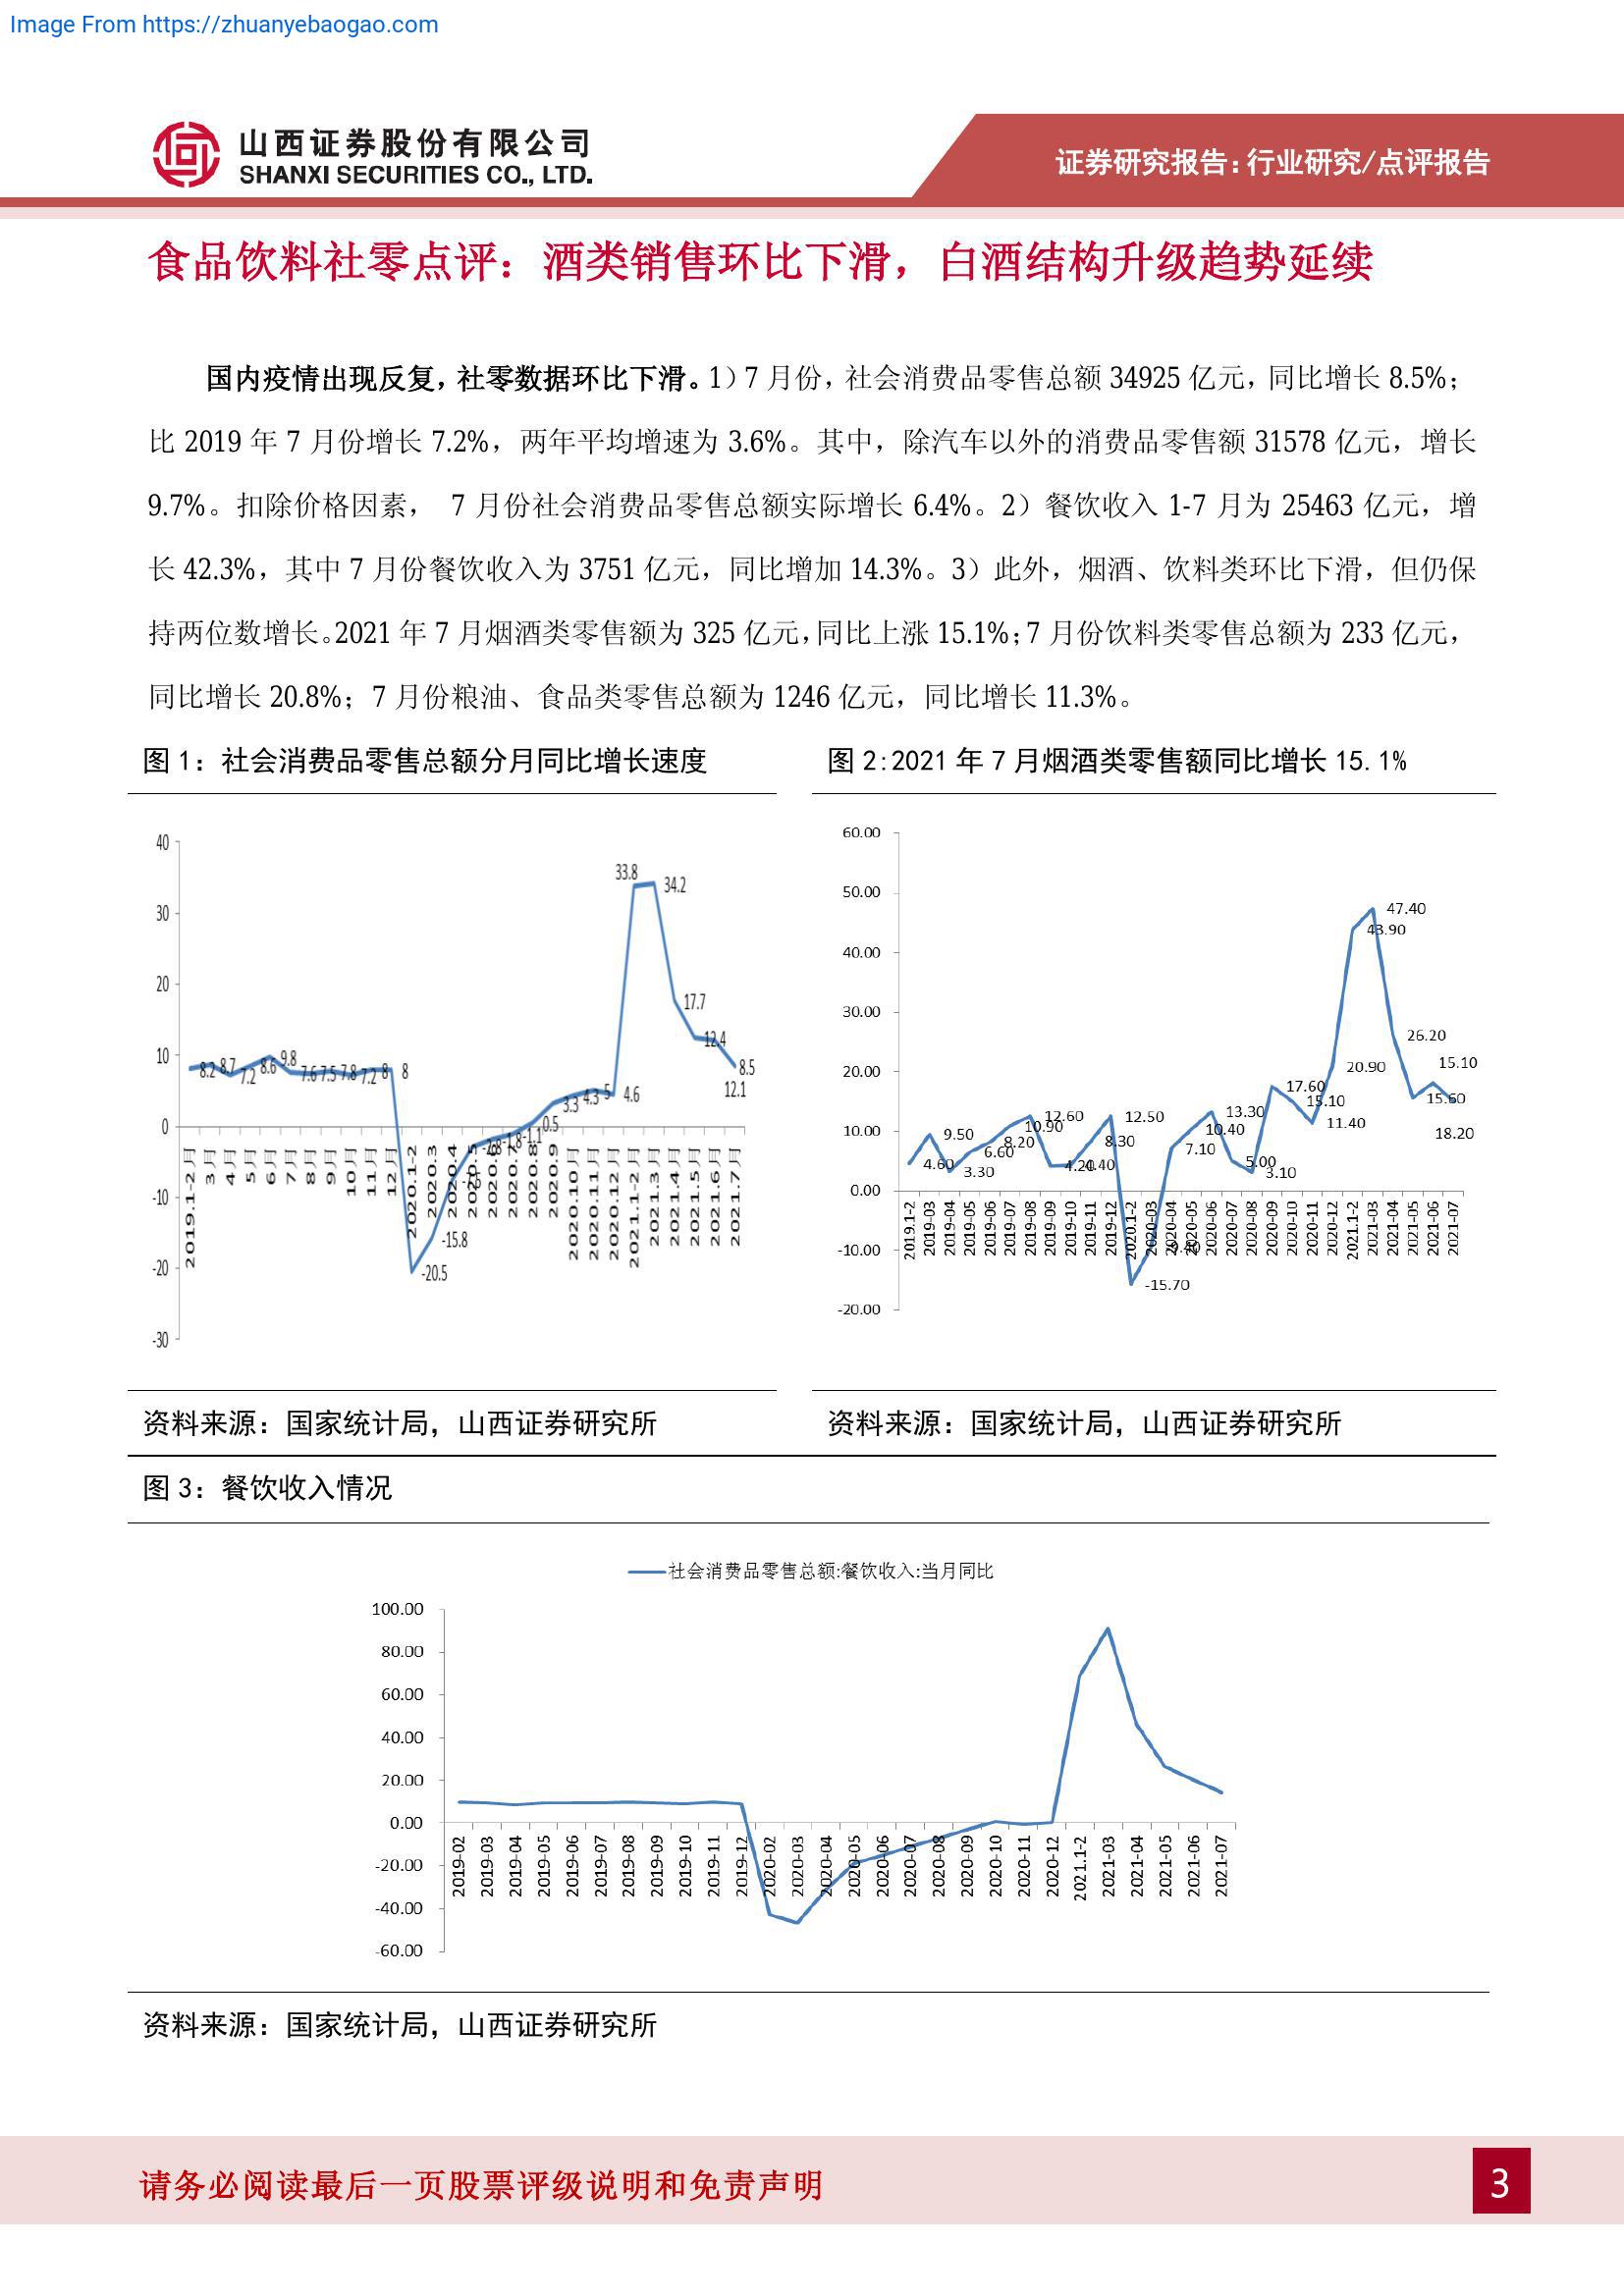 Image From https://zhuanyebaogao.com
山西证券股份有限公司
SHANXI SECURITIES CO., LTD.
证券研究报告：行业研究/点评报告
食品饮料社零点评：酒类销售环比下滑，白酒结构升级趋势延续
国内疫情出现反复，社零数据环比下滑。1）7 月份，社会消费品零售总额 34925 亿元，同比增长 8.5%；
比 2019 年 7 月份增长 7.2%，两年平均增速为 3.6%。其中，除汽车以外的消费品零售额 31578 亿元，增长
9.7%。扣除价格因素， 7 月份社会消费品零售总额实际增长 6.4%。2）餐饮收入 1-7 月为 25463 亿元，增
长 42.3%，其中 7 月份餐饮收入为 3751 亿元，同比增加 14.3%。3）此外，烟酒、饮料类环比下滑，但仍保
持两位数增长。2021 年 7 月烟酒类零售额为 325 亿元，同比上涨 15.1%；7 月份饮料类零售总额为 233 亿元，
同比增长 20.8%；7 月份粮油、食品类零售总额为 1246 亿元，同比增长 11.3%。
图 1：社会消费品零售总额分月同比增长速度
40
30
20
10
0
-10
-20
-30
8.2 8.7 7.2 8.6 9.8 7.6 7.5 7.8 7.2 8 8
-20.5
-15.8
-1.8 -1.1 0.5 3.3 4.3 5 4.6
33.8
34.2
17.7
12.4
12.1
8.5
2019.1-2月 3月 4月 5月 6月 7月 8月 9月 10月 11月 12月 2020.1-2 2020.3 2020.4 2020.5 2020.6 2020.7 2020.8 2020.9 2020.10月 2020.11月 2020.12月 2021.1-2月 2021.3月 2021.4月 2021.5月 2021.6月 2021.7月
图 2:2021 年 7 月烟酒类零售额同比增长 15.1%
60.00
50.00
40.00
30.00
20.00
10.00
0.00
-10.00
-20.00
4.60 9.50 3.30 6.60 8.20 10.90 12.60 4.20 4.40 8.30 12.50
-15.70
-9.40
7.10 10.40 13.30 5.00 3.10 17.60 15.10 11.40 20.90
43.90
47.40
26.20
15.60
18.20
15.10
2019.1-2 2019-03 2019-04 2019-05 2019-06 2019-07 2019-08 2019-09 2019-10 2019-11 2019-12 2020.1-2 2020-03 2020-04 2020-05 2020-06 2020-07 2020-08 2020-09 2020-10 2020-11 2020-12 2021.1-2 2021-03 2021-04 2021-05 2021-06 2021-07
资料来源：国家统计局，山西证券研究所
资料来源：国家统计局，山西证券研究所
图 3：餐饮收入情况
社会消费品零售总额:餐饮收入:当月同比
100.00
80.00
60.00
40.00
20.00
0.00
-20.00
-40.00
-60.00
2019-02 2019-03 2019-04 2019-05 2019-06 2019-07 2019-08 2019-09 2019-10 2019-11 2019-12 2020-02 2020-03 2020-04 2020-05 2020-06 2020-07 2020-08 2020-09 2020-10 2020-11 2020-12 2021.1-2 2021-03 2021-04 2021-05 2021-06 2021-07
资料来源：国家统计局，山西证券研究所
请务必阅读最后一页股票评级说明和免责声明
3